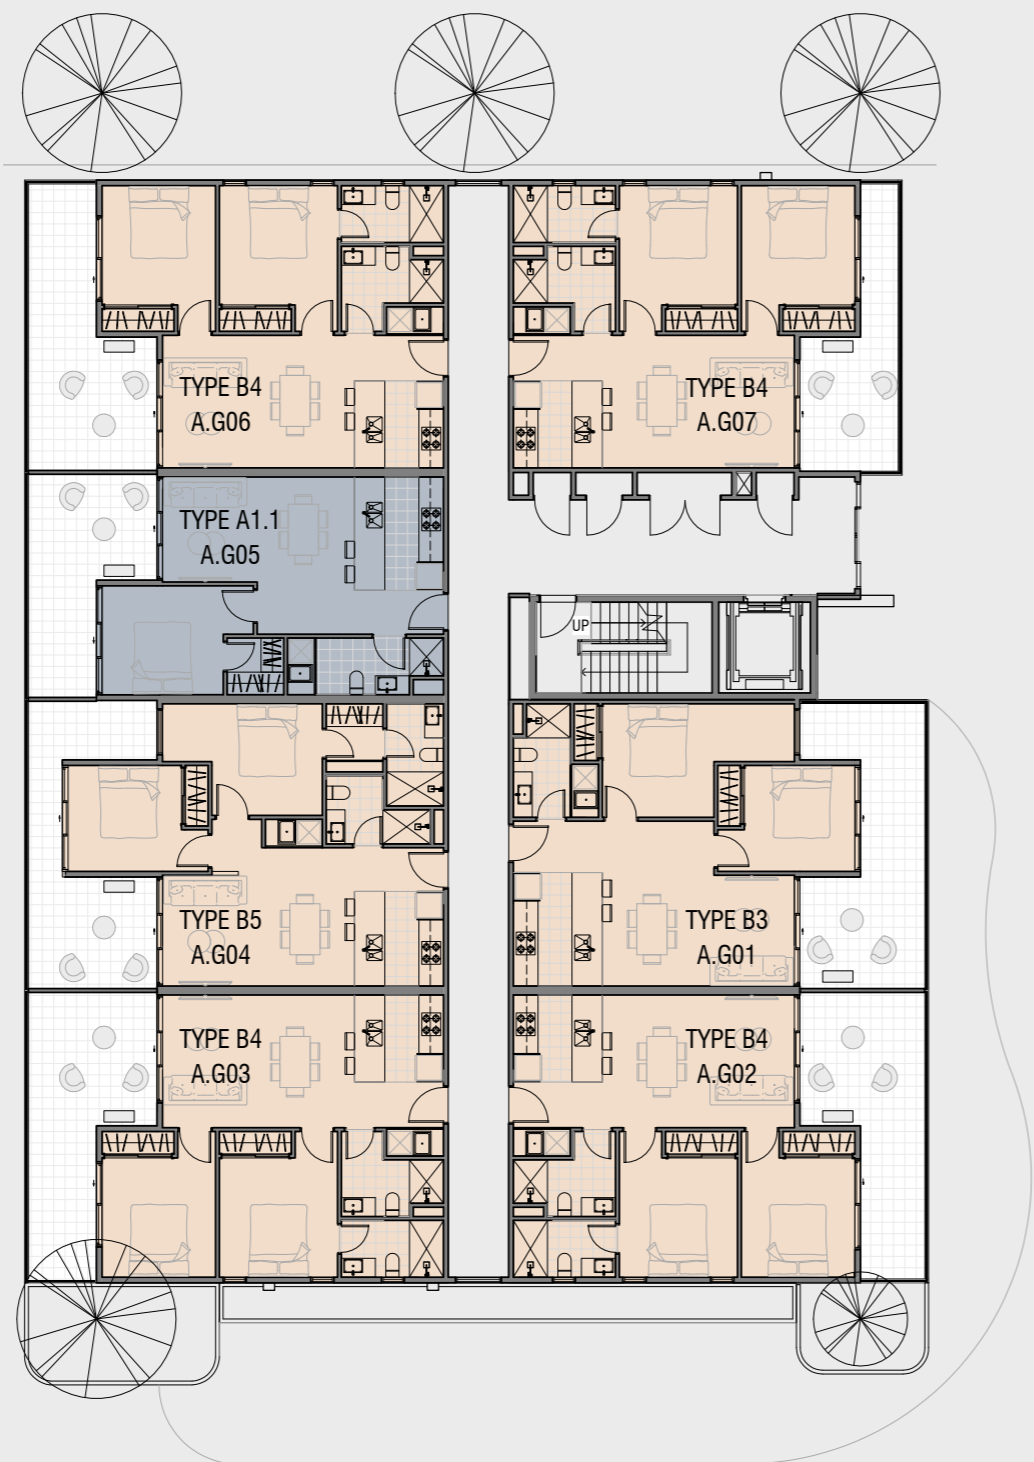 TYPE B4
A.G06
TYPE B4
A.G07
TYPE A1.1
A.G05
UP
TYPE B5
A.G04
TYPE B3
A.G01
TYPE B4
A.G03
TYPE B4
A.G02